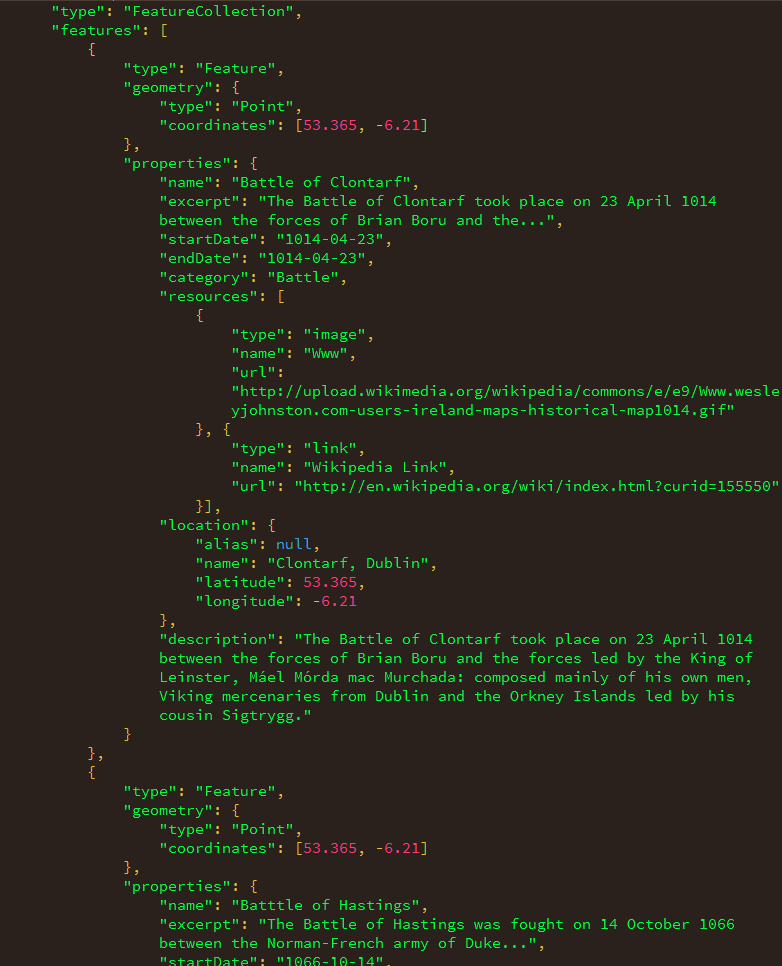 "type": "FeatureCollection",
"features": [
{
"type": "Feature",
"geometry": {
"type": "Point",
"coordinates": [53.365, -6.21]
},
"properties": {
"name": "Battle of Clontarf",
"excerpt": "The Battle of Clontarf took place on 23 April 1014
between the forces of Brian Boru and the...",
"startDate": "1014-04-23",
"endDate": "1014-04-23",
"category": "Battle",
"resources": [
{
"type": "image",
"name": "Www",
"url":
"http://upload.wikimedia.org/wikipedia/commons/e/e9/Www.wesle
yjohnston.com-users-ireland-maps-historical-map1014.gif"
}, {
"type": "link",
"name": "Wikipedia Link",
"url": "http://en.wikipedia.org/wiki/index.html?curid=155550"
}],
"location": {
"alias": null,
"name": "Clontarf, Dublin",
"latitude": 53.365,
"longitude": -6.21
},
"description": "The Battle of Clontarf took place on 23 April 1014
between the forces of Brian Boru and the forces led by the King of
Leinster, Máel Mórda mac Murchada: composed mainly of his own men,
Viking mercenaries from Dublin and the Orkney Islands led by his
cousin Sigtrygg."
}
},
{
"type": "Feature",
"geometry": {
"type": "Point",
"coordinates": [53.365, -6.21]
},
"properties": {
"name": "Batttle of Hastings",
"excerpt": "The Battle of Hastings was fought on 14 October 1066
between the Norman-French army of Duke...",
"startDate": "1066-10-14",